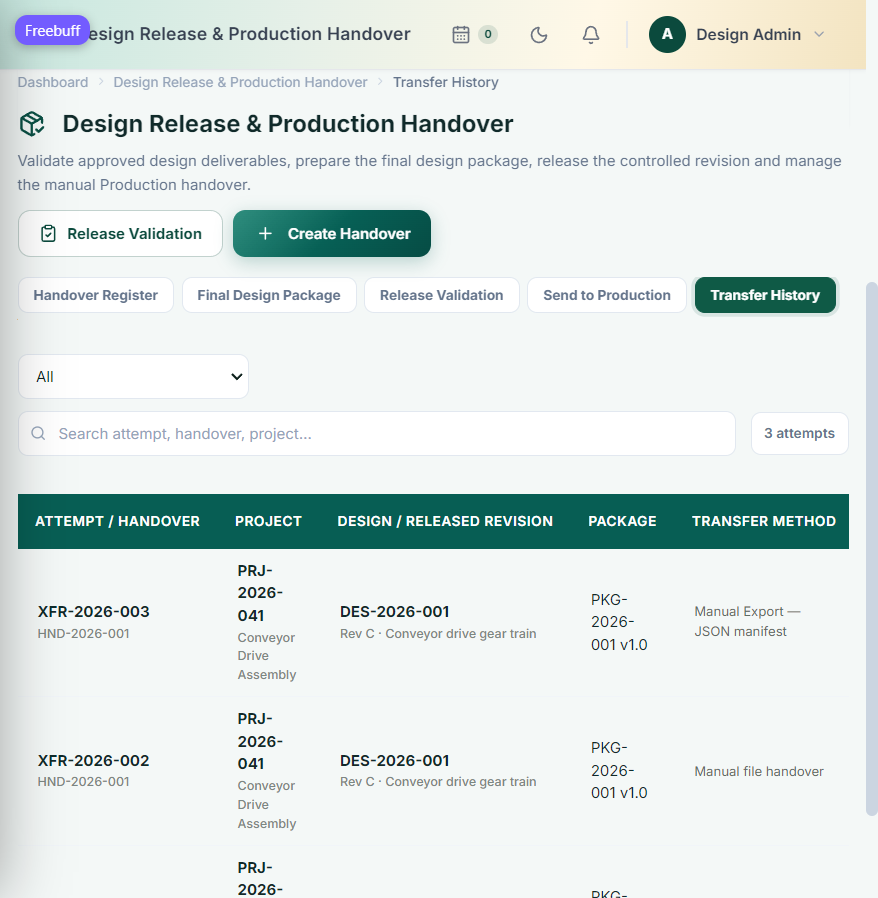 Freebuff
esign Release & Production Handover
0
A
Design Admin
Dashboard
Design Release & Production Handover
Transfer History
Design Release & Production Handover
Validate approved design deliverables, prepare the final design package, release the controlled revision and manage
the manual Production handover.
Release Validation
Create Handover
Handover Register
Final Design Package
Release Validation
Send to Production
Transfer History
All
Search attempt, handover, project...
3 attempts
ATTEMPT / HANDOVER
PROJECT
DESIGN / RELEASED REVISION
PACKAGE
TRANSFER METHOD
XFR-2026-003
HND-2026-001
PRJ-
2026-
041
Conveyor
Drive
Assembly
DES-2026-001
Rev C · Conveyor drive gear train
PKG-
2026-
001 v1.0
Manual Export —
JSON manifest
XFR-2026-002
HND-2026-001
PRJ-
2026-
041
Conveyor
Drive
Assembly
DES-2026-001
Rev C · Conveyor drive gear train
PKG-
2026-
001 v1.0
Manual file handover
PRJ-
2026-
PKG-